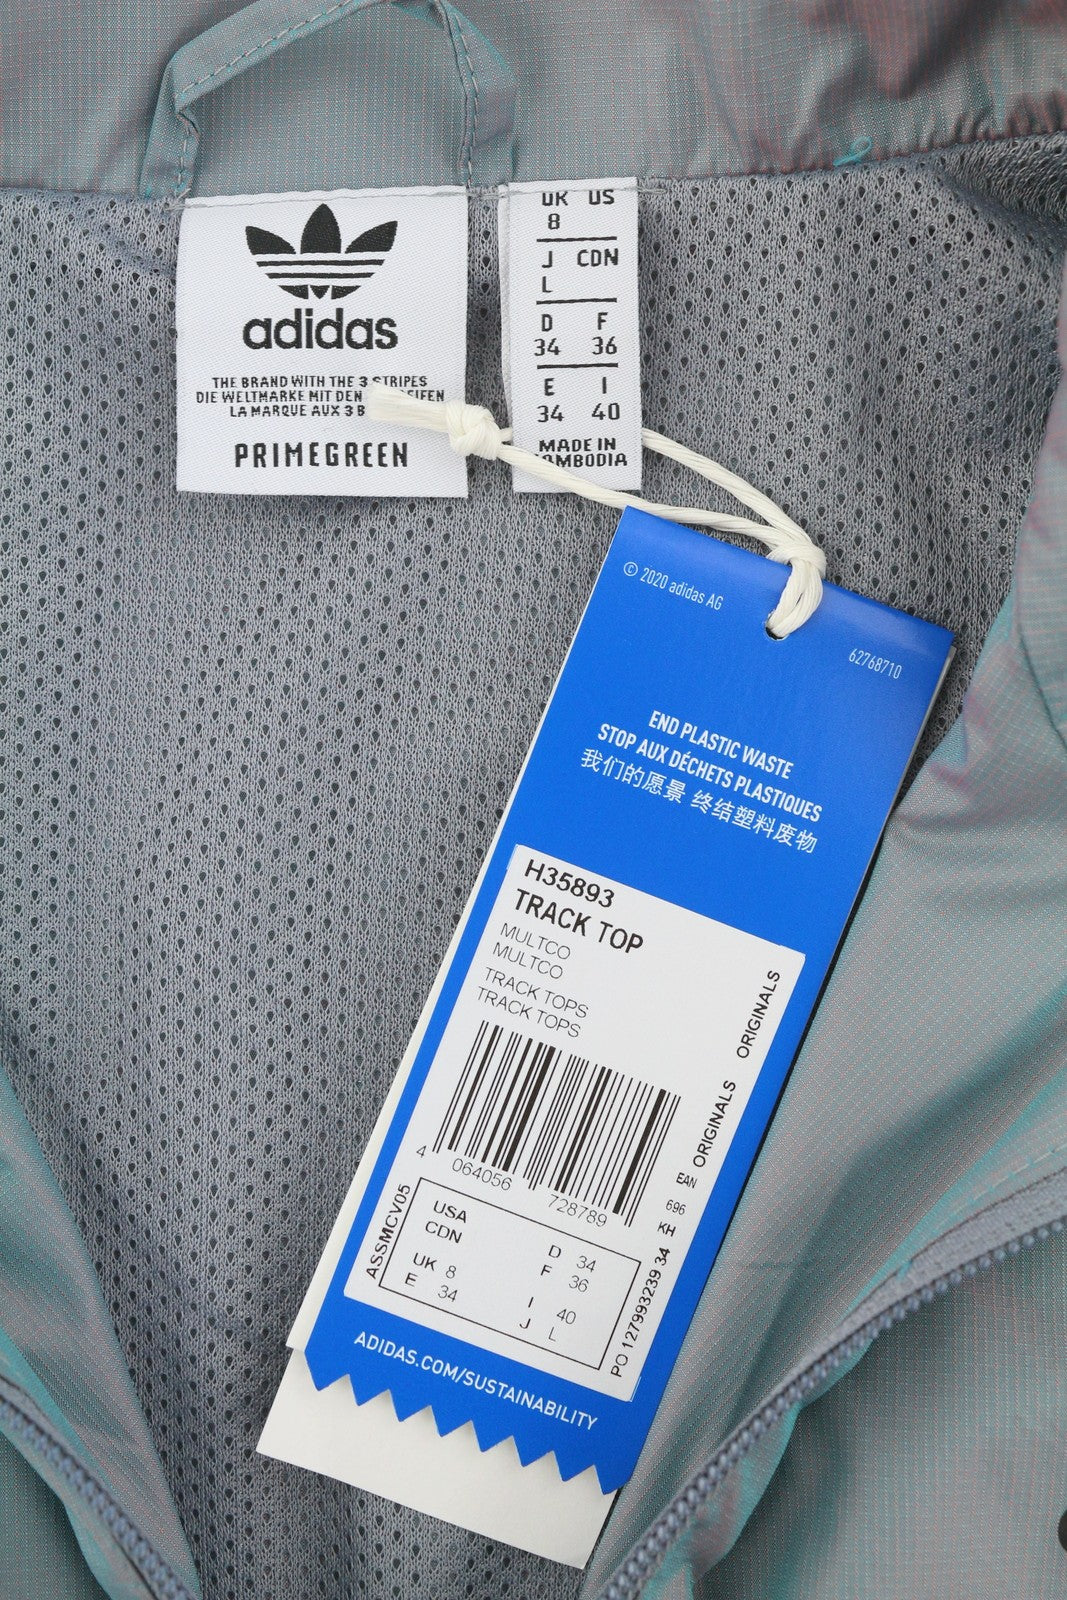 adidas
THE BRAND WITH THE 3 STRIPES
DIE WELTMARKE MIT DEN
LA MARQUE AUX 3
PRIMEGREEN
UK US
8
J CDN
L
D F
34 36
E I
34 40
MADE IN
© 2020 adidas AG
62768710
END PLASTIC WASTE
STOP AUX DÉCHETS PLASTIQUES
我们的愿景 终结塑料废物
H35893
TRACK TOP
MULTCO
MULTCO
TRACK TOPS
TRACK TOPS
ORIGINALS
ORIGINALS
4 064056 728789
EAN
696
KH
ASSMCV05
USA
CDN
UK 8
E 34
D 34
F 36
I 40
J L
PO 127993239 34
ADIDAS.COM/SUSTAINABILITY